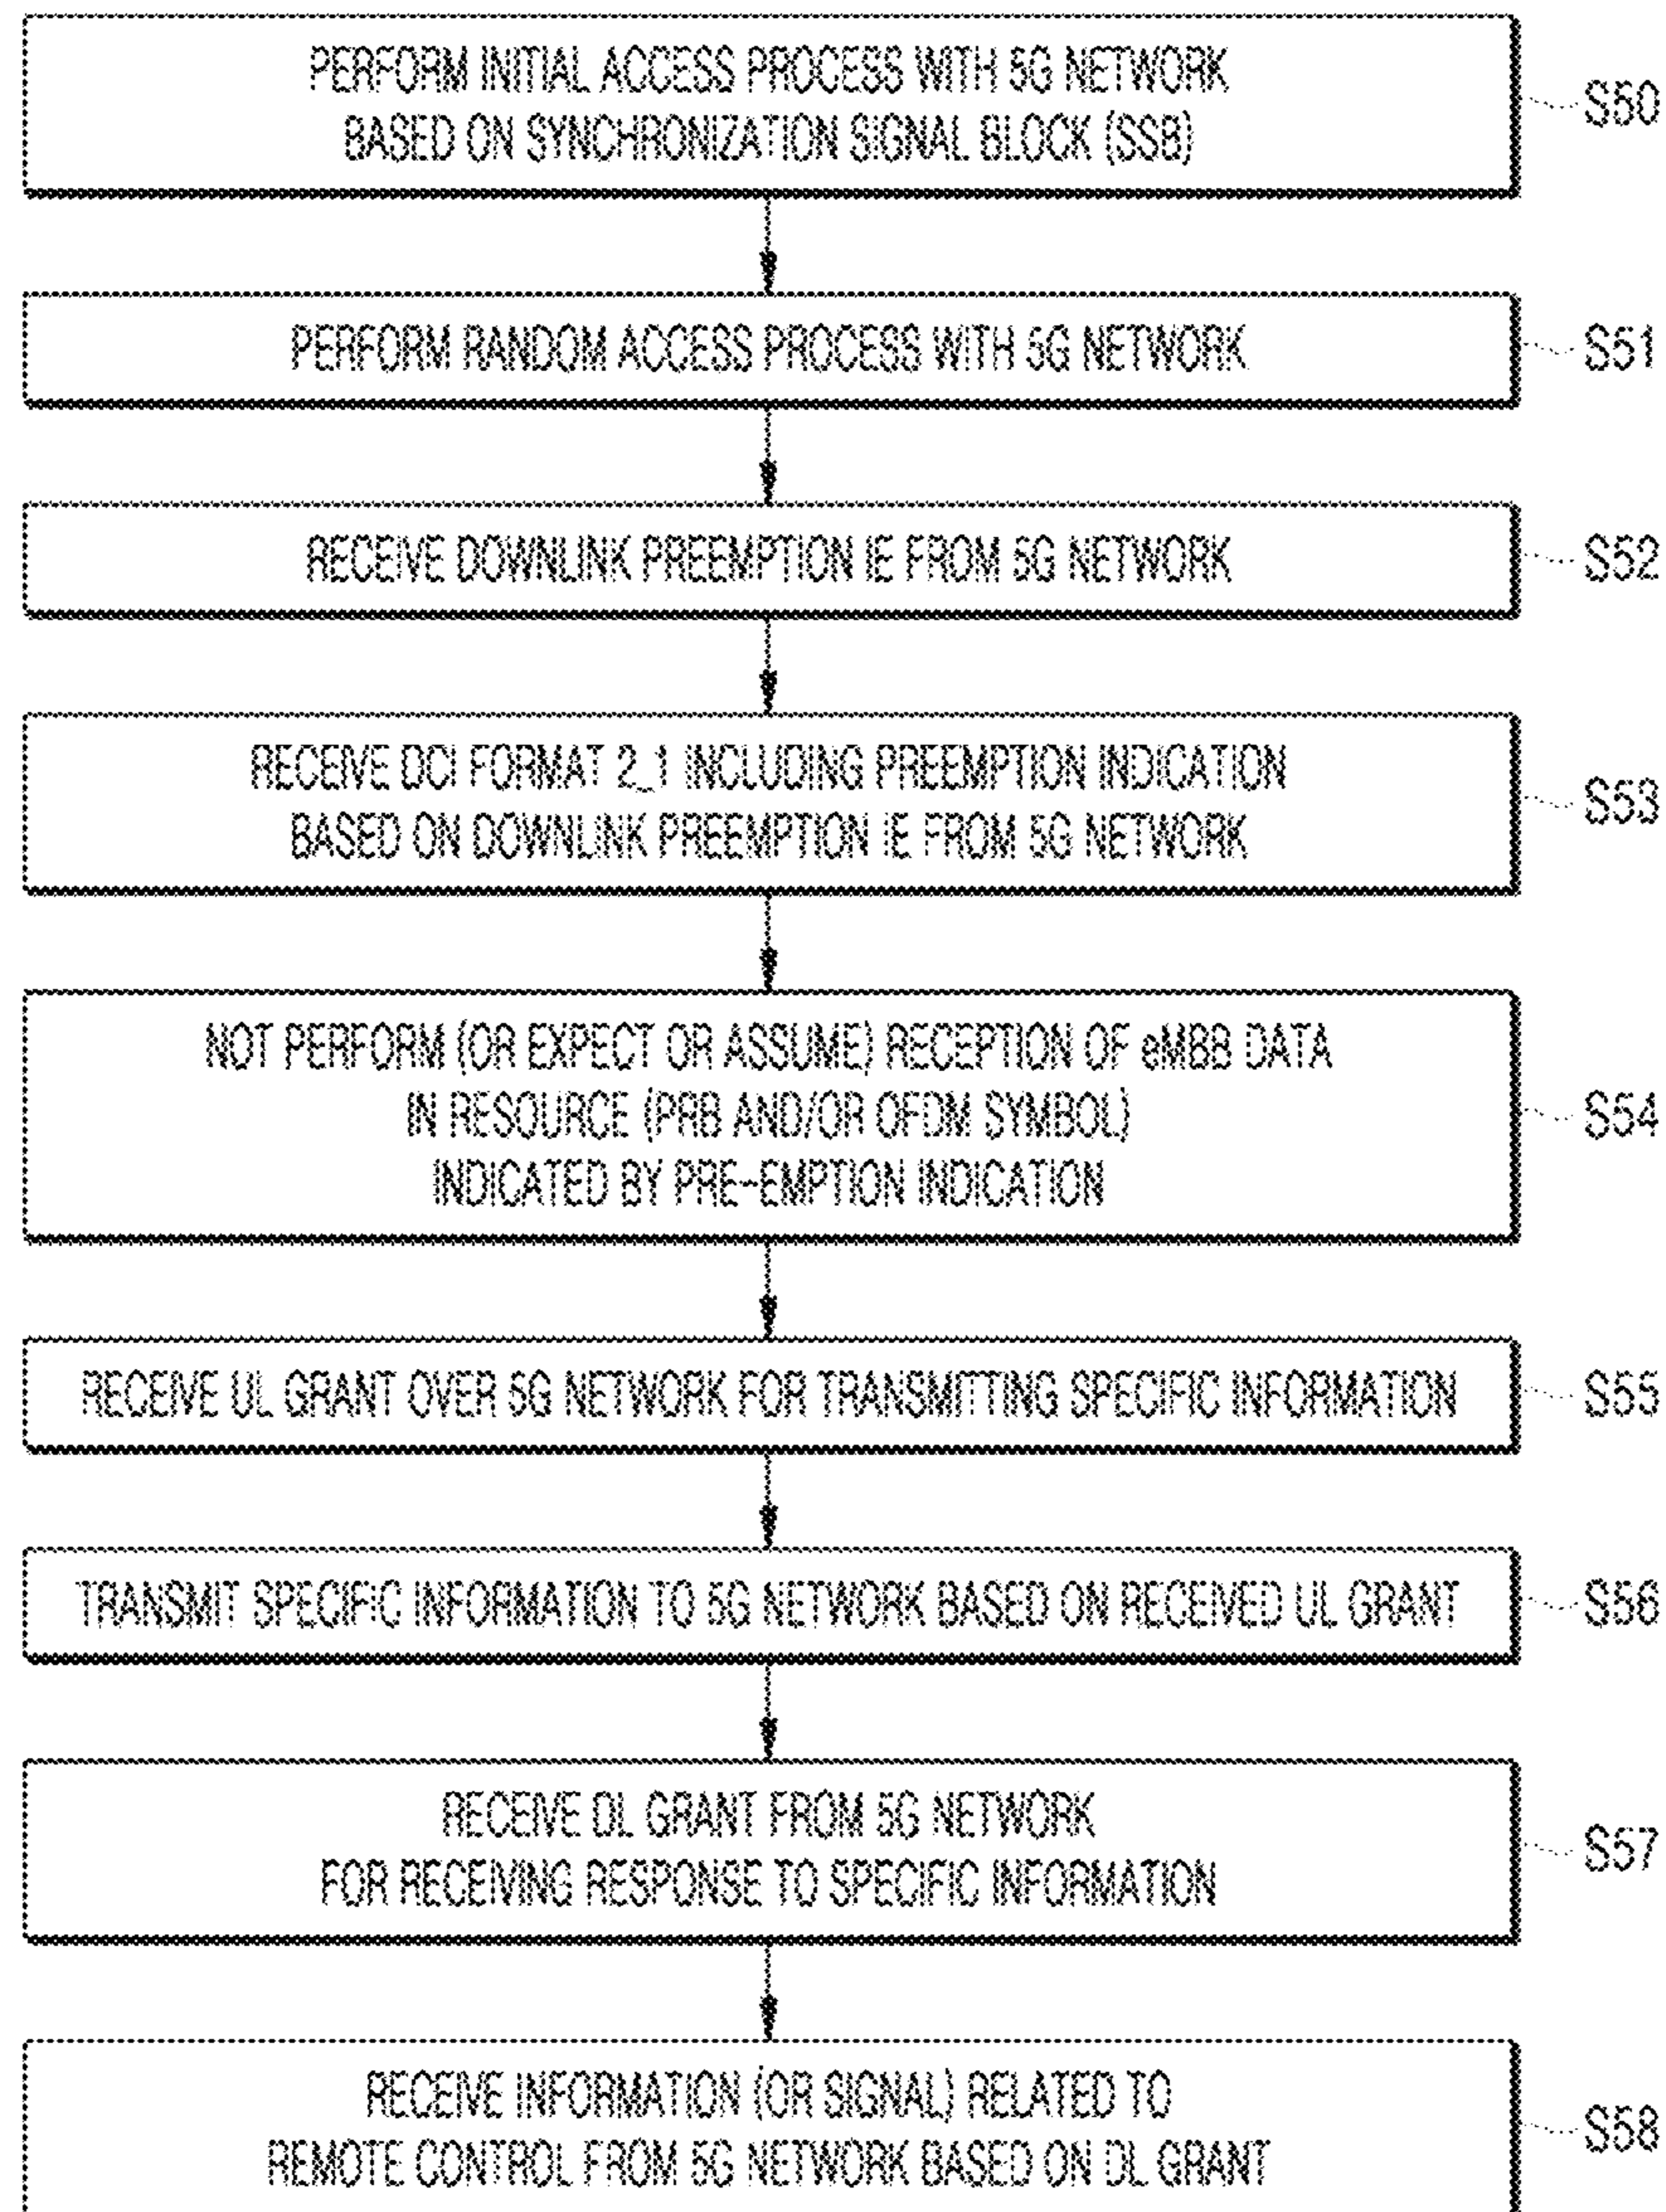 PERFORM INITIAL ACCESS PROCESS WITH 5G NETWORK
BASED ON SYNCHRONIZATION SIGNAL BLOCK (SSB)
S50
PERFORM RANDOM ACCESS PROCESS WITH 5G NETWORK
S51
RECEIVE DOWNLINK PREEMPTION IE FROM 5G NETWORK
S52
RECEIVE DCI FORMAT 2_1 INCLUDING PREEMPTION INDICATION
BASED ON DOWNLINK PREEMPTION IE FROM 5G NETWORK
S53
NOT PERFORM (OR EXPECT OR ASSUME) RECEPTION OF eMBB DATA
IN RESOURCE (PRB AND/OR OFDM SYMBOL)
INDICATED BY PRE-EMPTION INDICATION
S54
RECEIVE UL GRANT OVER 5G NETWORK FOR TRANSMITTING SPECIFIC INFORMATION
S55
TRANSMIT SPECIFIC INFORMATION TO 5G NETWORK BASED ON RECEIVED UL GRANT
S56
RECEIVE DL GRANT FROM 5G NETWORK
FOR RECEIVING RESPONSE TO SPECIFIC INFORMATION
S57
RECEIVE INFORMATION (OR SIGNAL) RELATED TO
REMOTE CONTROL FROM 5G NETWORK BASED ON DL GRANT
S58